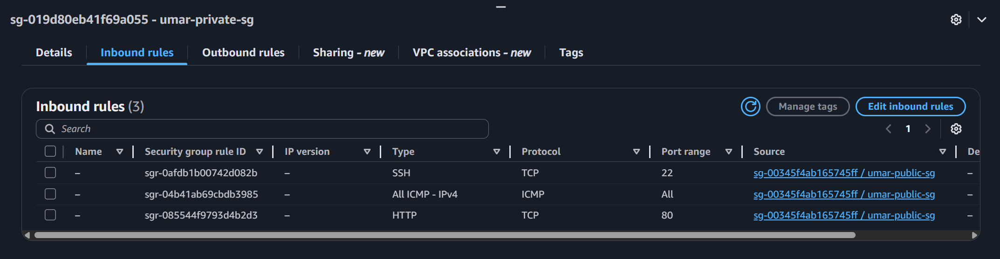 sg-019d80eb41f69a055 - umar-private-sg
Details Inbound rules Outbound rules Sharing - new VPC associations - new Tags
Inbound rules (3) Manage tags Edit inbound rules
Search 1
Name Security group rule ID IP version Type Protocol Port range Source De
– sgr-0afdb1b00742d082b – SSH TCP 22 sg-00345f4ab165745ff / umar-public-sg –
– sgr-04b41ab69cbdb3985 – All ICMP - IPv4 ICMP All sg-00345f4ab165745ff / umar-public-sg –
– sgr-085544f9793d4b2d3 – HTTP TCP 80 sg-00345f4ab165745ff / umar-public-sg –